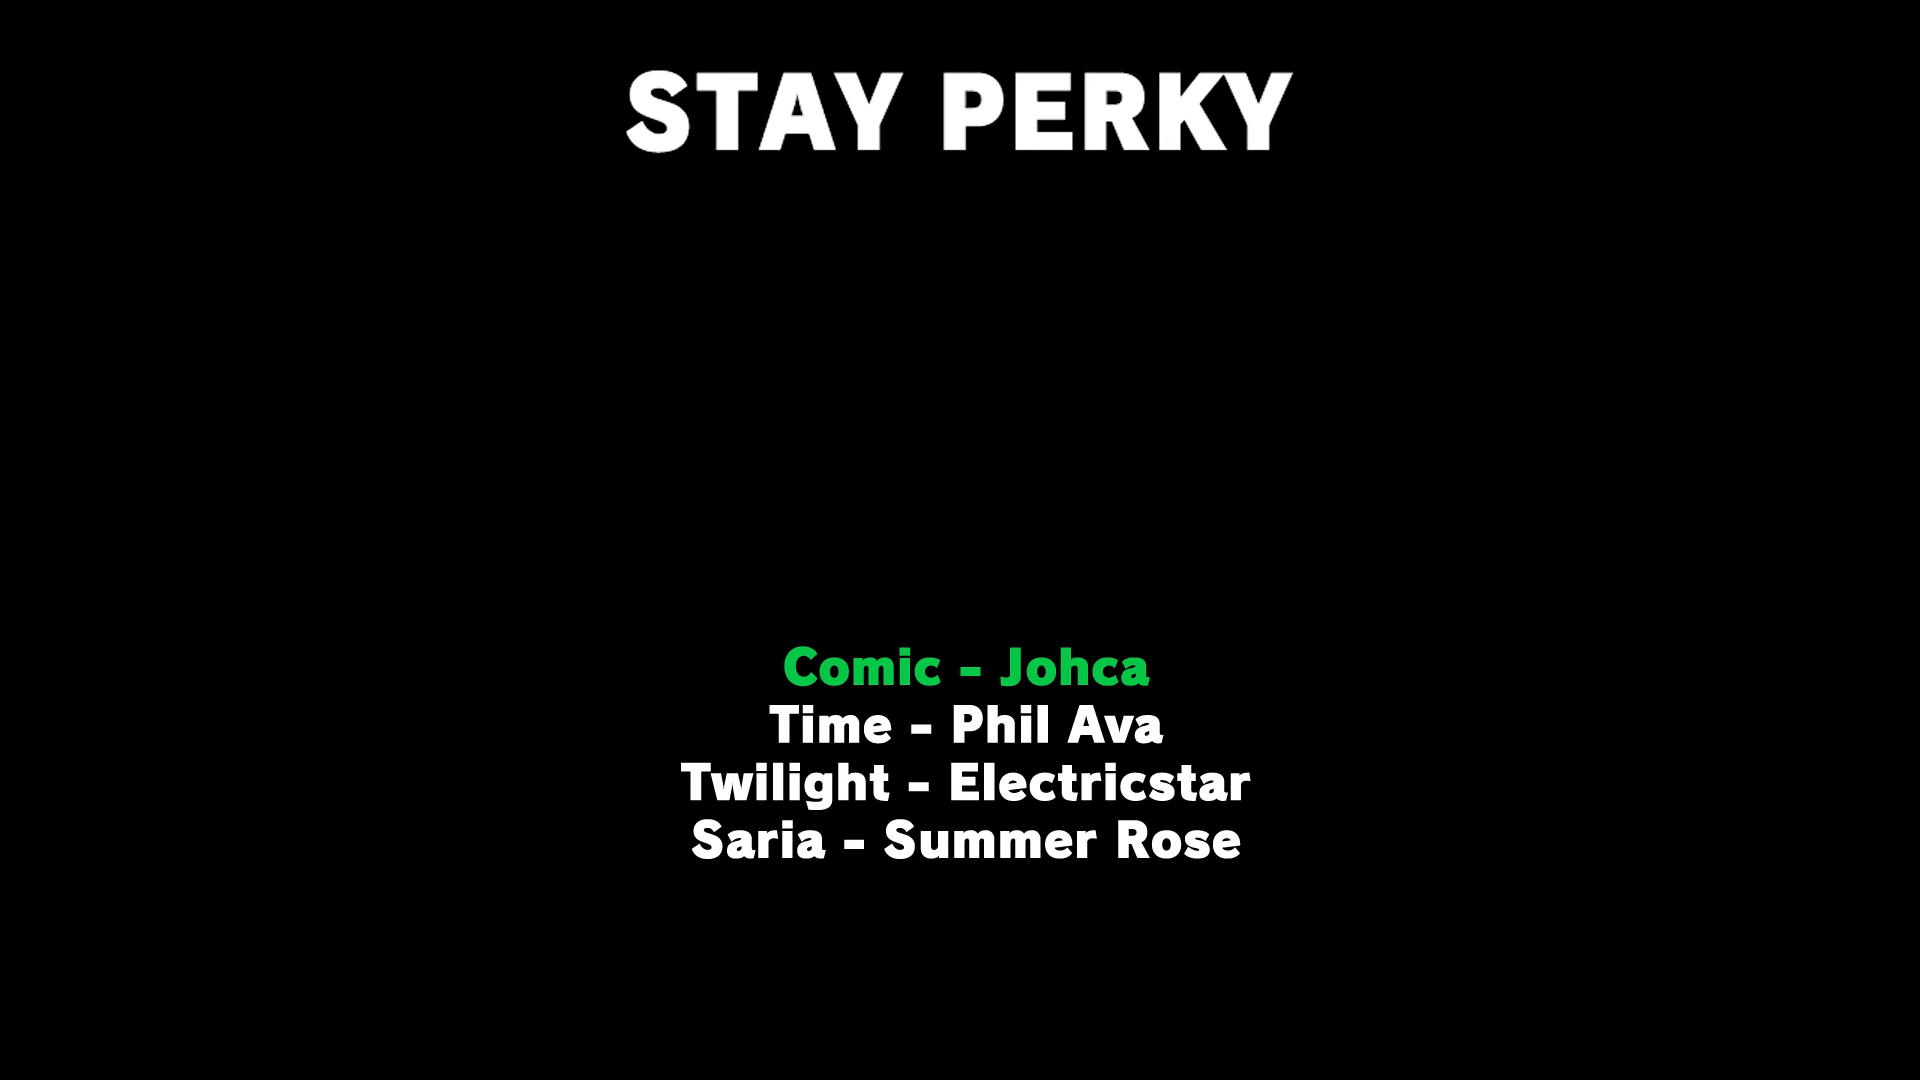 STAY PERKY
Comic - Johca
Time - Phil Ava
Twilight - Electricstar
Saria - Summer Rose